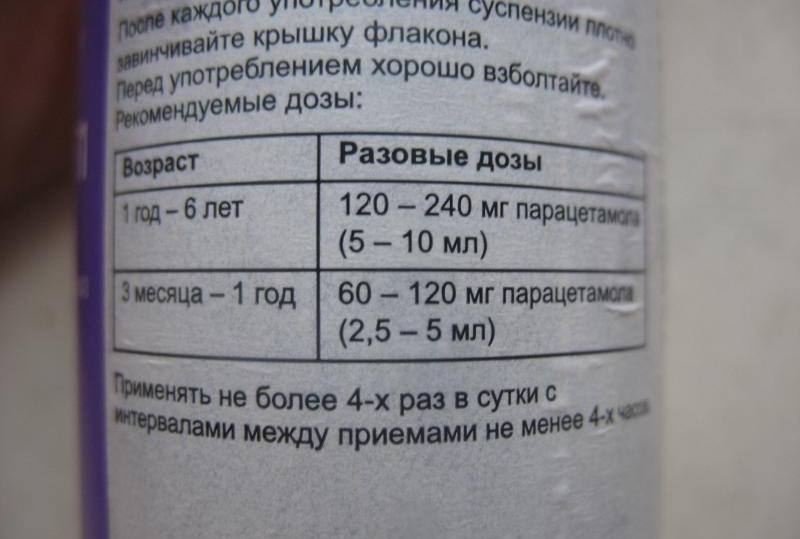 После каждого употребления суспензии плотно
завинчивайте крышку флакона.
Перед употреблением хорошо взболтайте.
Рекомендуемые дозы:
Возраст
Разовые дозы
1 год – 6 лет
120 – 240 мг парацетамола
(5 – 10 мл)
3 месяца – 1 год
60 – 120 мг парацетамола
(2,5 – 5 мл)
Применять не более 4-х раз в сутки с
интервалами между приемами не менее 4-х часов.